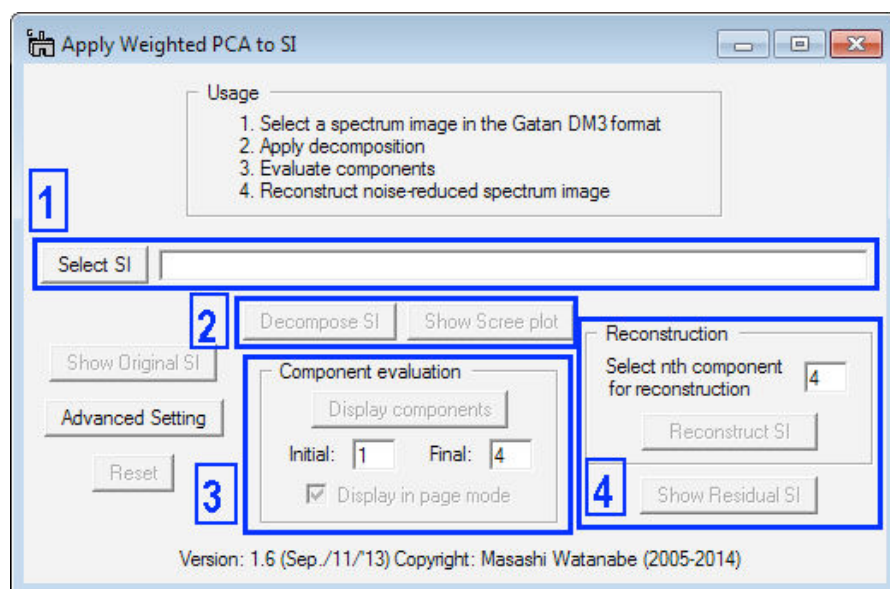 Apply Weighted PCA to SI
Usage
1. Select a spectrum image in the Gatan DM3 format
2. Apply decomposition
3. Evaluate components
4. Reconstruct noise-reduced spectrum image
1
Select SI
2
Decompose SI Show Scree plot
Show Original SI
Advanced Setting
Reset
3
Component evaluation
Display components
Initial: 1 Final: 4
Display in page mode
Reconstruction
Select nth component
for reconstruction 4
Reconstruct SI
4
Show Residual SI
Version: 1.6 (Sep./11/'13) Copyright: Masashi Watanabe (2005-2014)